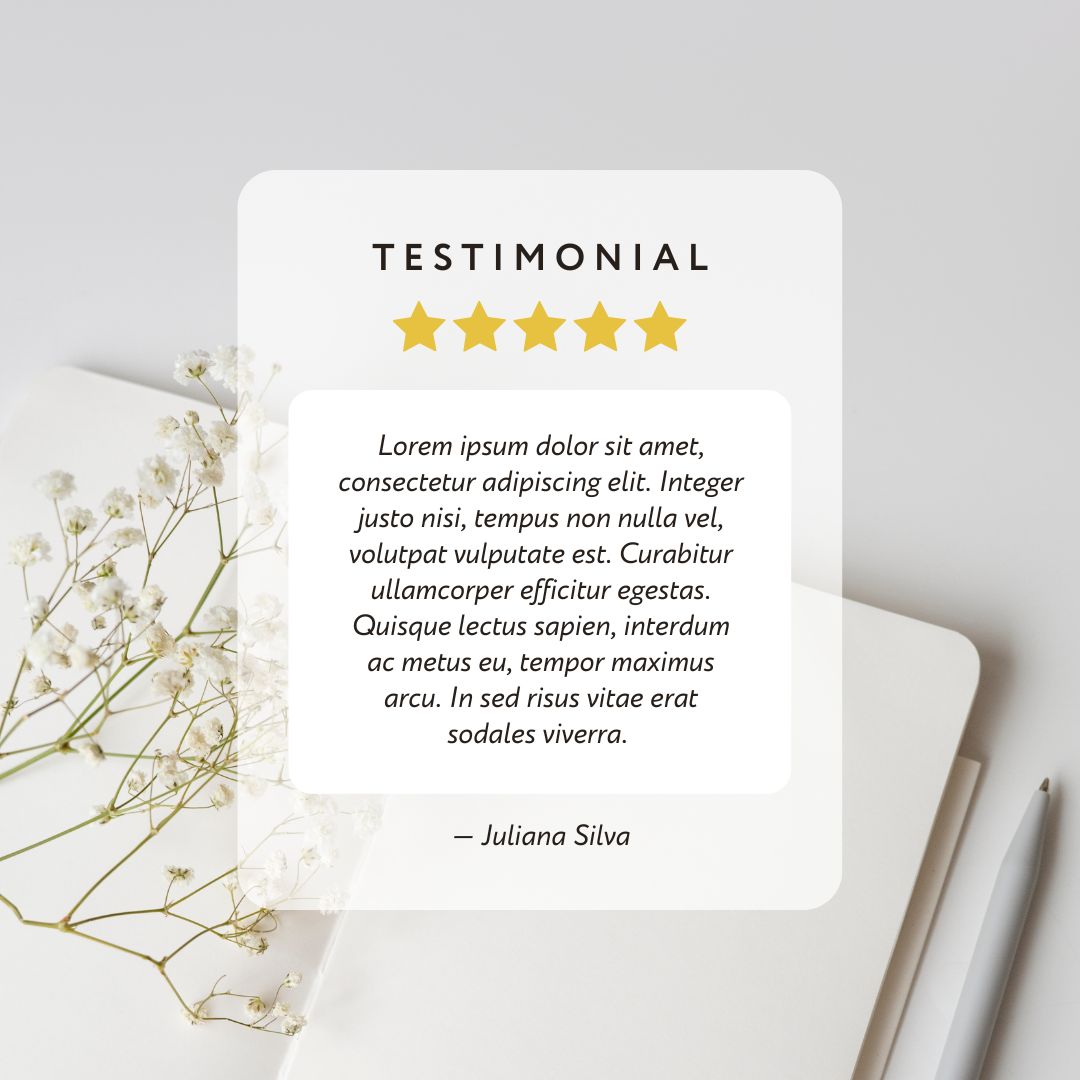 TESTIMONIAL
Lorem ipsum dolor sit amet,
consectetur adipiscing elit. Integer
justo nisi, tempus non nulla vel,
volutpat vulputate est. Curabitur
ullamcorper efficitur egestas.
Quisque lectus sapien, interdum
ac metus eu, tempor maximus
arcu. In sed risus vitae erat
sodales viverra.
— Juliana Silva